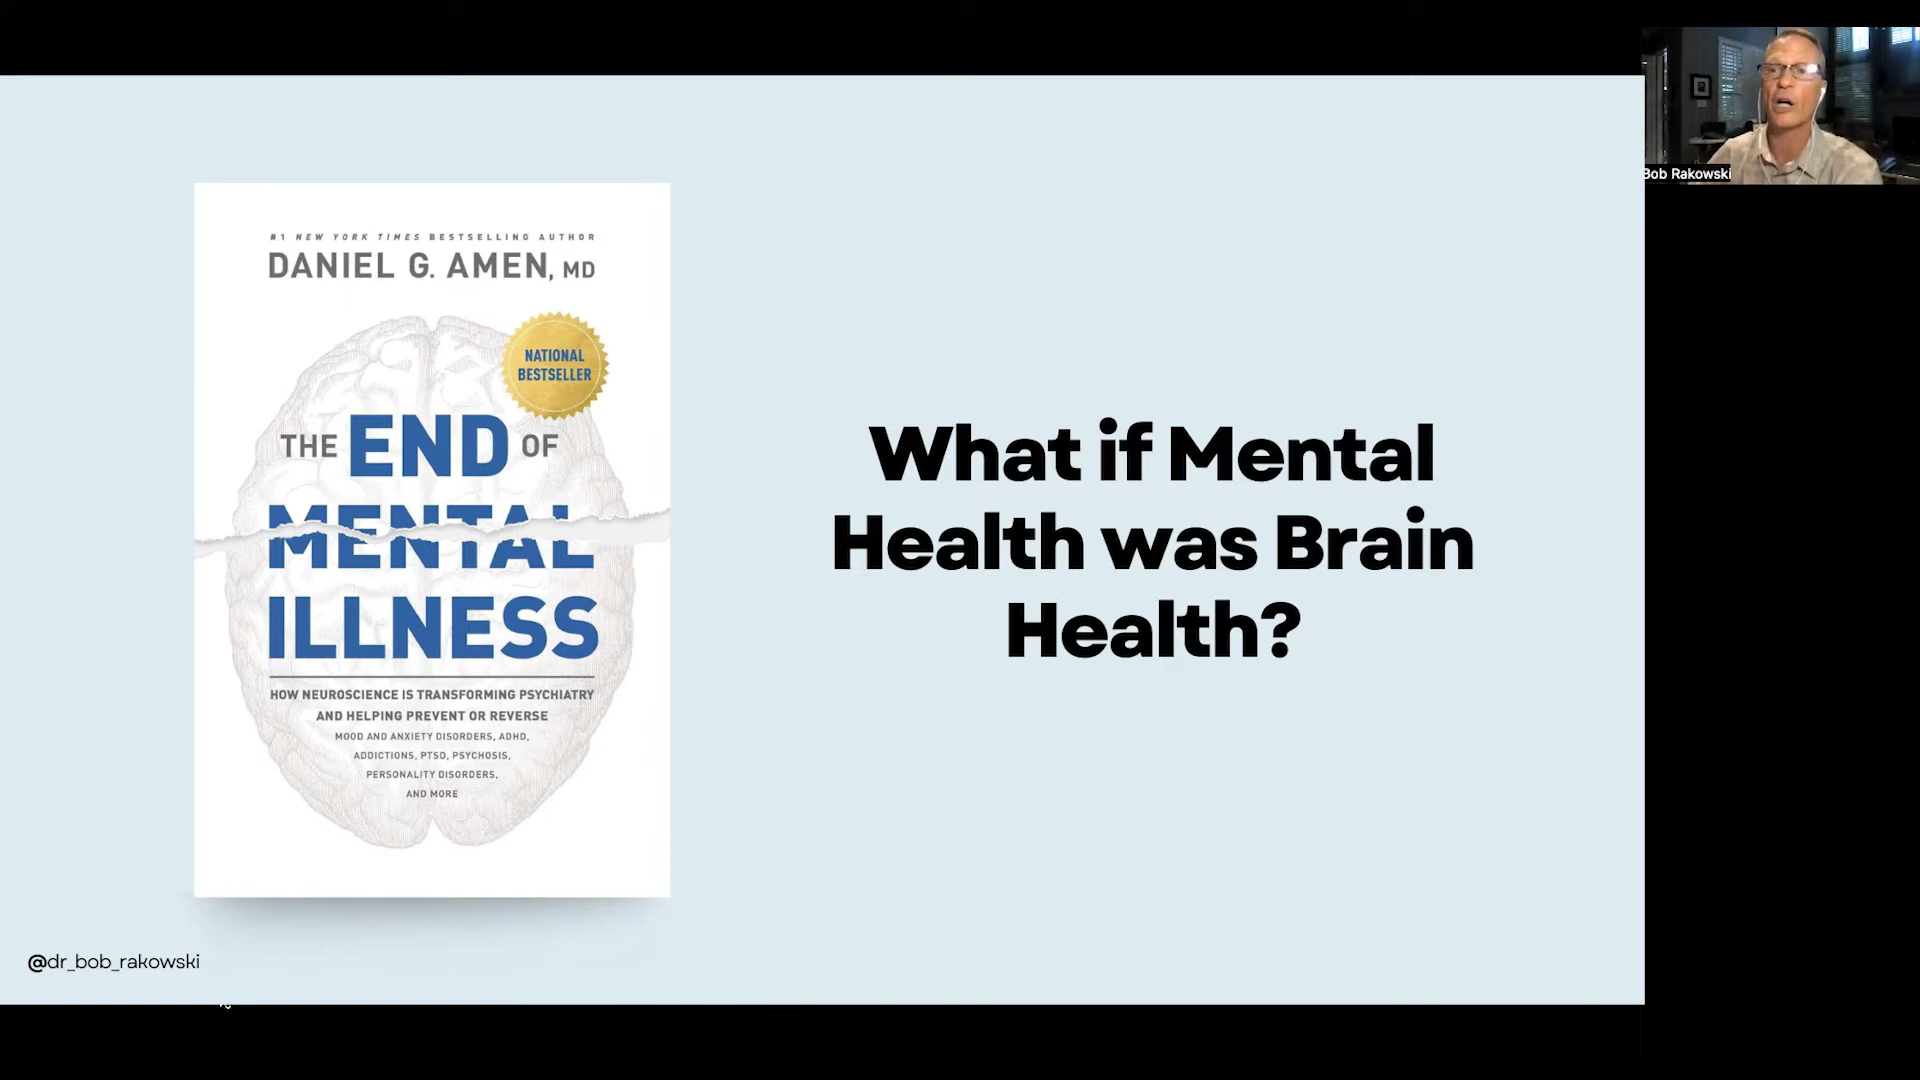 #1 NEW YORK TIMES BESTSELLING AUTHOR
DANIEL G. AMEN, MD
NATIONAL
BESTSELLER
THE END OF
MENTAL
ILLNESS
HOW NEUROSCIENCE IS TRANSFORMING PSYCHIATRY
AND HELPING PREVENT OR REVERSE
MOOD AND ANXIETY DISORDERS, ADHD,
ADDICTIONS, PTSD, PSYCHOSIS,
PERSONALITY DISORDERS,
AND MORE
What if Mental
Health was Brain
Health?
@dr_bob_rakowski
Bob Rakowski